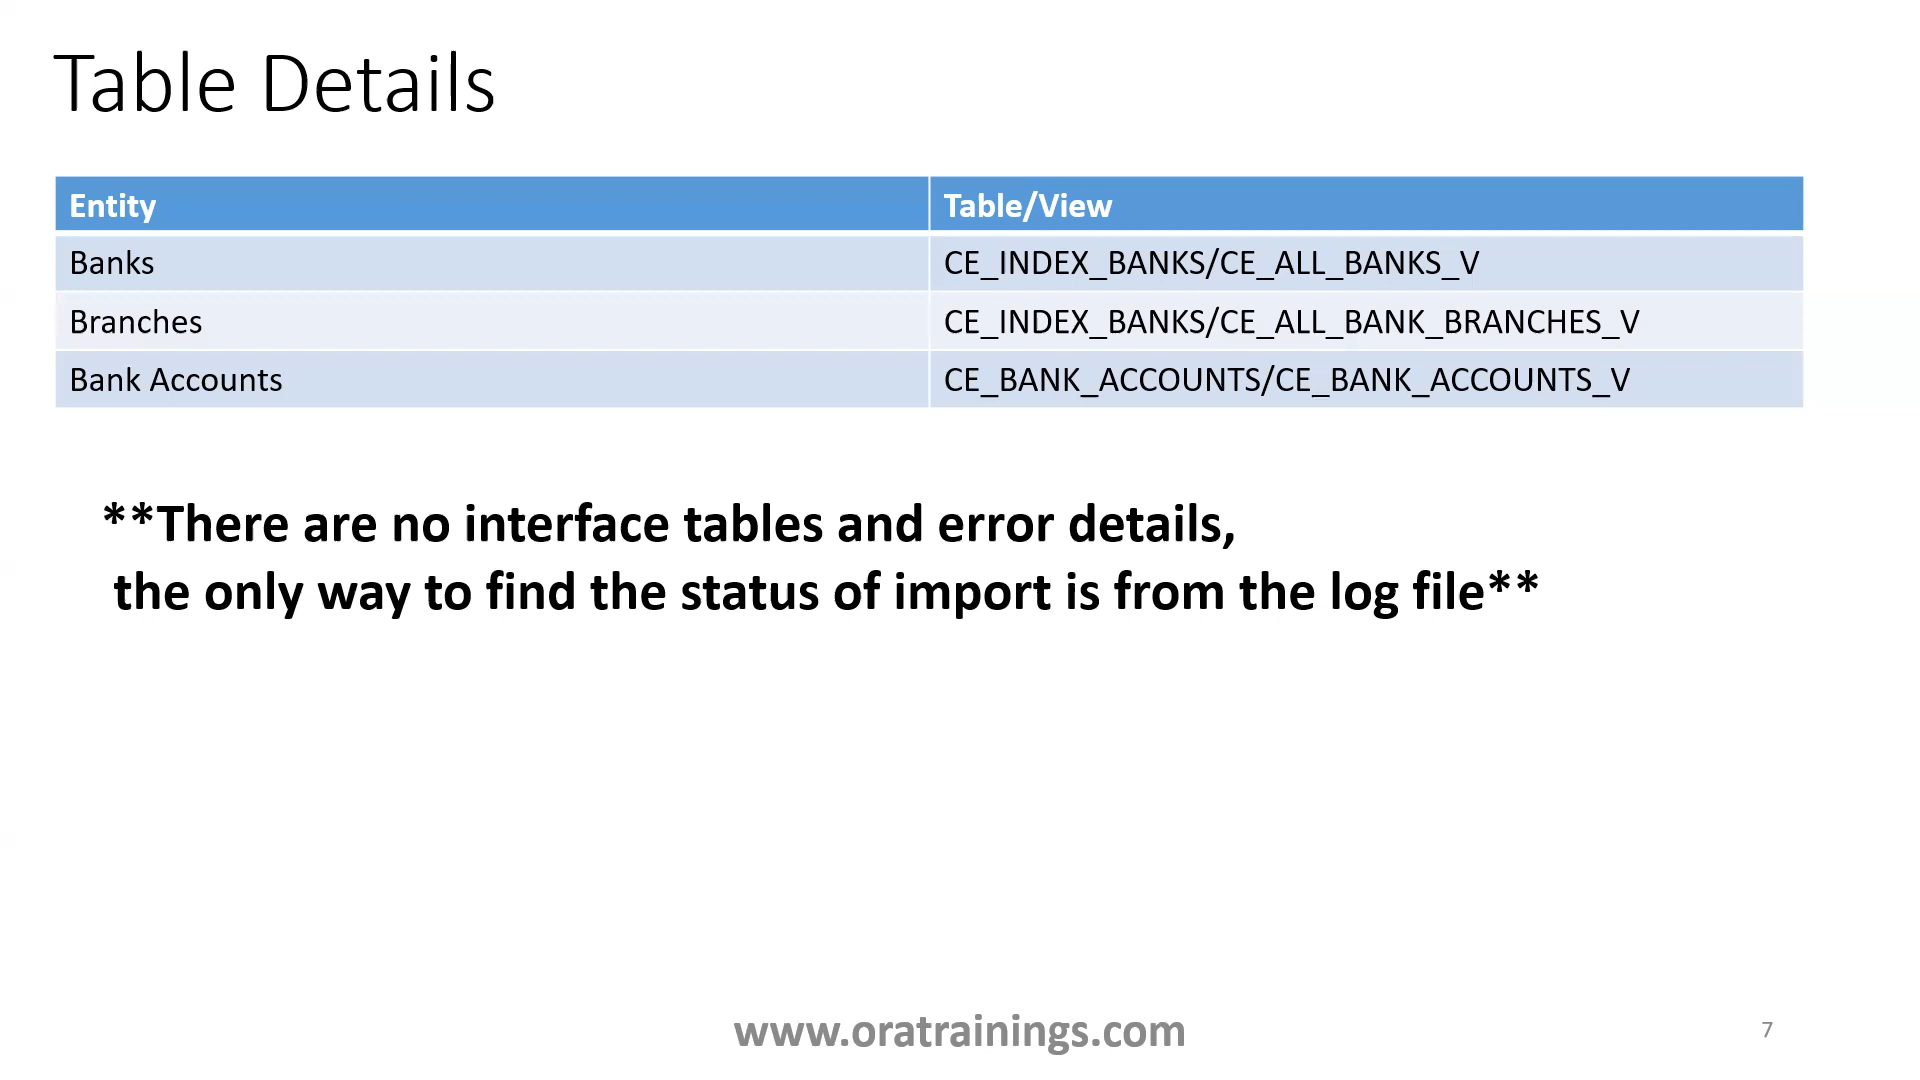 Table Details
Entity Table/View
Banks CE_INDEX_BANKS/CE_ALL_BANKS_V
Branches CE_INDEX_BANKS/CE_ALL_BANK_BRANCHES_V
Bank Accounts CE_BANK_ACCOUNTS/CE_BANK_ACCOUNTS_V
**There are no interface tables and error details,
the only way to find the status of import is from the log file**
www.oratrainings.com
7